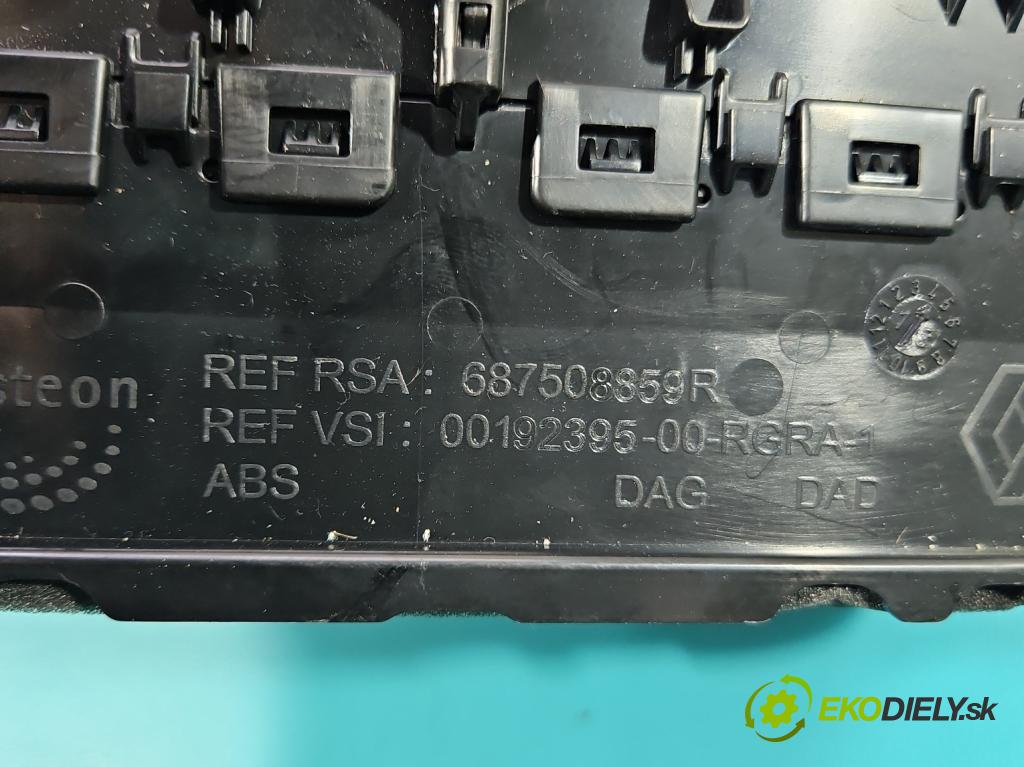 steon
REF RSA : 687508859R
REF VSI : 00192395-00-RGRA-1
ABS DAG DAD
EKODIELY.sk